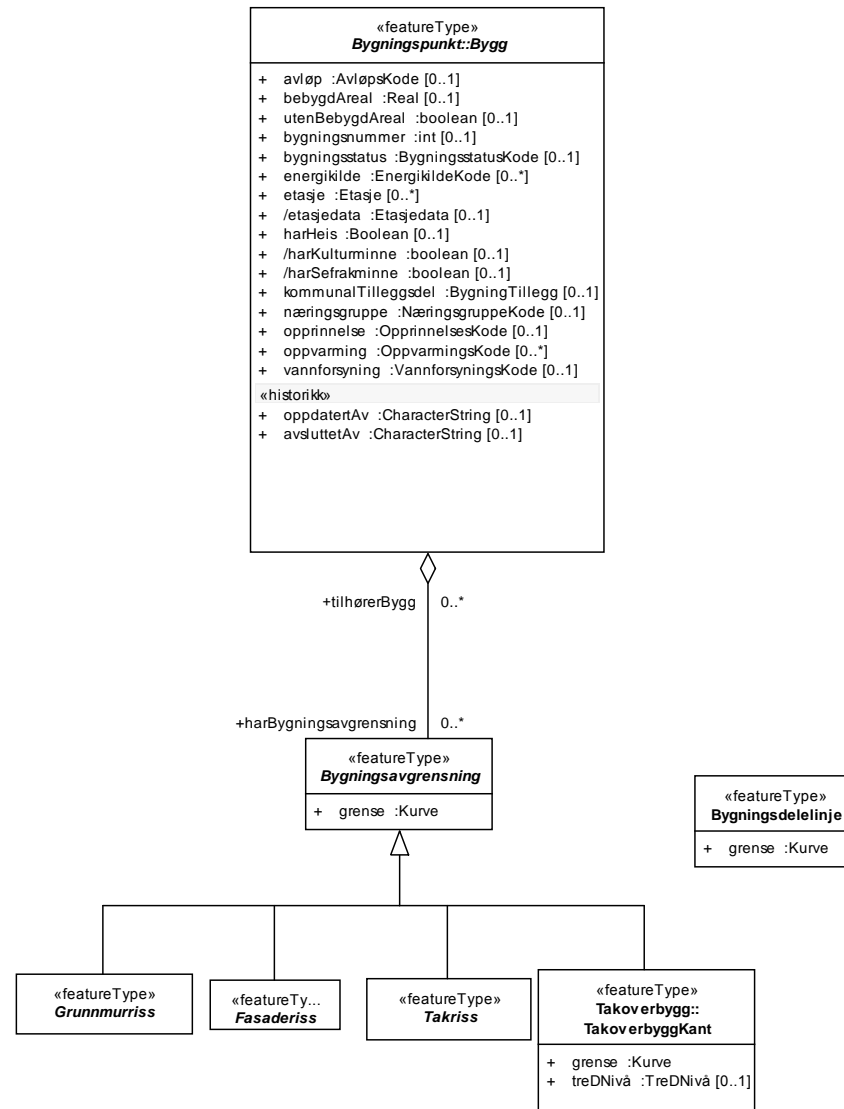 «featureType»
Bygningspunkt::Bygg
+ avløp :AvløpsKode [0..1]
+ bebygdAreal :Real [0..1]
+ utenBebygdAreal :boolean [0..1]
+ bygningsnummer :int [0..1]
+ bygningsstatus :BygningsstatusKode [0..1]
+ energikilde :EnergikildeKode [0..*]
+ etasje :Etasje [0..*]
+ /etasjedata :Etasjedata [0..1]
+ harHeis :Boolean [0..1]
+ /harKulturminne :boolean [0..1]
+ /harSefrakminne :boolean [0..1]
+ kommunalTilleggsdel :BygningTillegg [0..1]
+ næringsgruppe :NæringsgruppeKode [0..1]
+ opprinnelse :OpprinnelsesKode [0..1]
+ oppvarming :OppvarmingsKode [0..*]
+ vannforsyning :VannforsyningsKode [0..1]
«historikk»
+ oppdatertAv :CharacterString [0..1]
+ avsluttetAv :CharacterString [0..1]
+tilhørerBygg 0..*
+harBygningsavgrensning 0..*
«featureType»
Bygningsavgrensning
+ grense :Kurve
«featureType»
Bygningsdelelinje
+ grense :Kurve
«featureType»
Grunnmurriss
«featureTy...
Fasaderiss
«featureType»
Takriss
«featureType»
Takoverbygg::
TakoverbyggKant
+ grense :Kurve
+ treDNivå :TreDNivå [0..1]